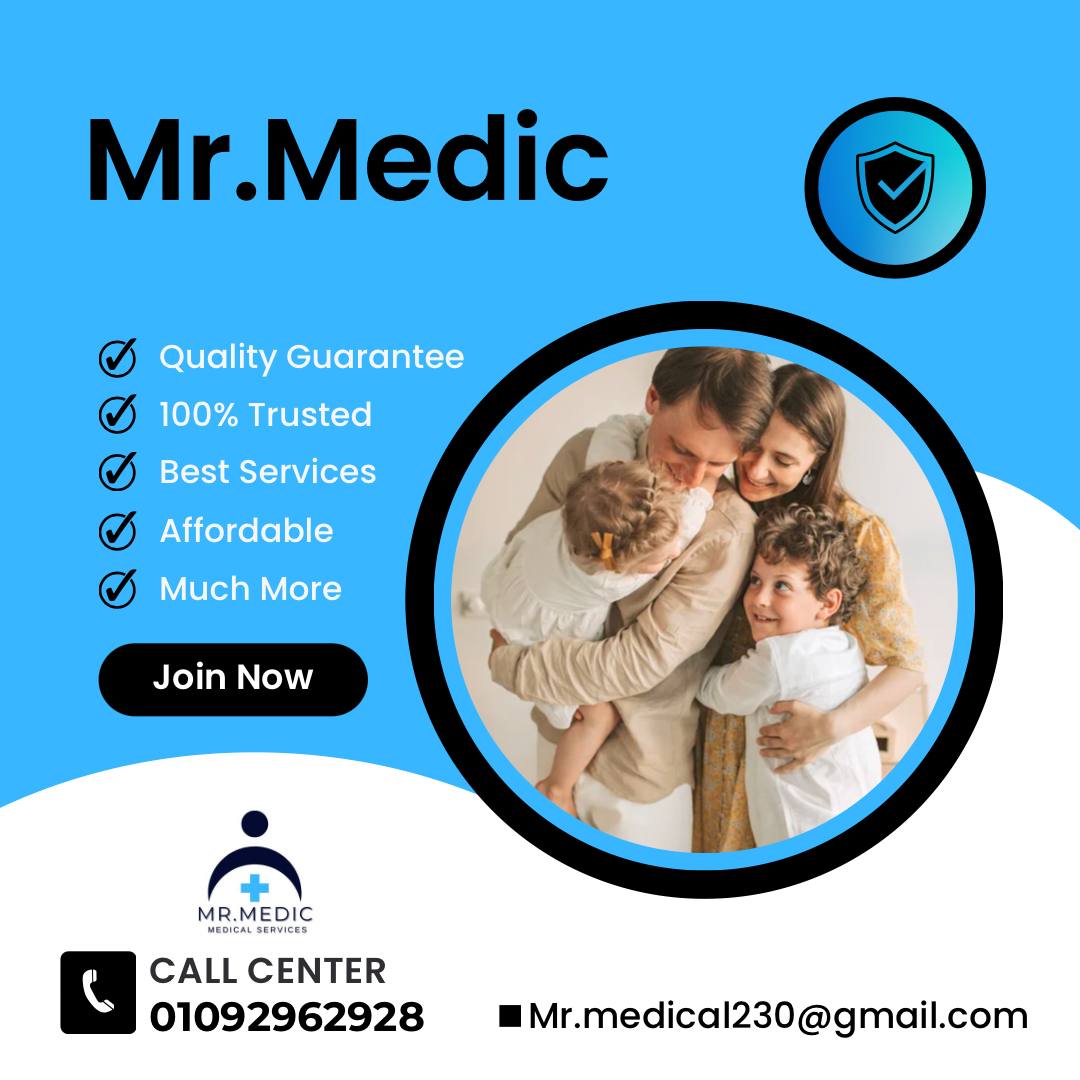 Mr.Medic
Quality Guarantee
100% Trusted
Best Services
Affordable
Much More
Join Now
MR.MEDIC
MEDICAL SERVICES
CALL CENTER
01092962928
Mr.medical230@gmail.com